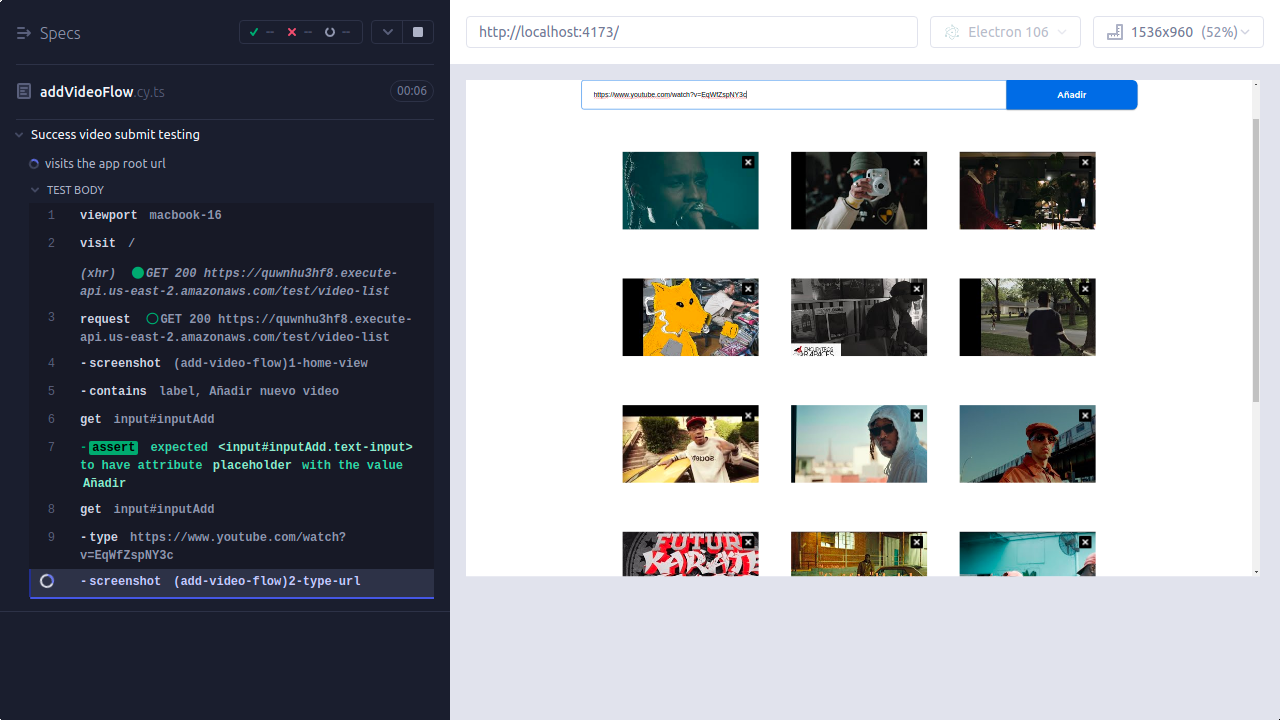 Specs
--
--
--
http://localhost:4173/
Electron 106
1536x960 (52%)
addVideoFlow.cy.ts
00:06
Success video submit testing
visits the app root url
TEST BODY
1 viewport macbook-16
2 visit /
(xhr) GET 200 https://quwnhu3hf8.execute-
api.us-east-2.amazonaws.com/test/video-list
3 request GET 200 https://quwnhu3hf8.execute-
api.us-east-2.amazonaws.com/test/video-list
4 -screenshot (add-video-flow)1-home-view
5 -contains label, Añadir nuevo video
6 get input#inputAdd
7 -assert expected <input#inputAdd.text-input>
to have attribute placeholder with the value
Añadir
8 get input#inputAdd
9 -type https://www.youtube.com/watch?
v=EqWfZspNY3c
-screenshot (add-video-flow)2-type-url
https://www.youtube.com/watch?v=EqWfZspNY3c
Añadir
FUTUR
KARATE